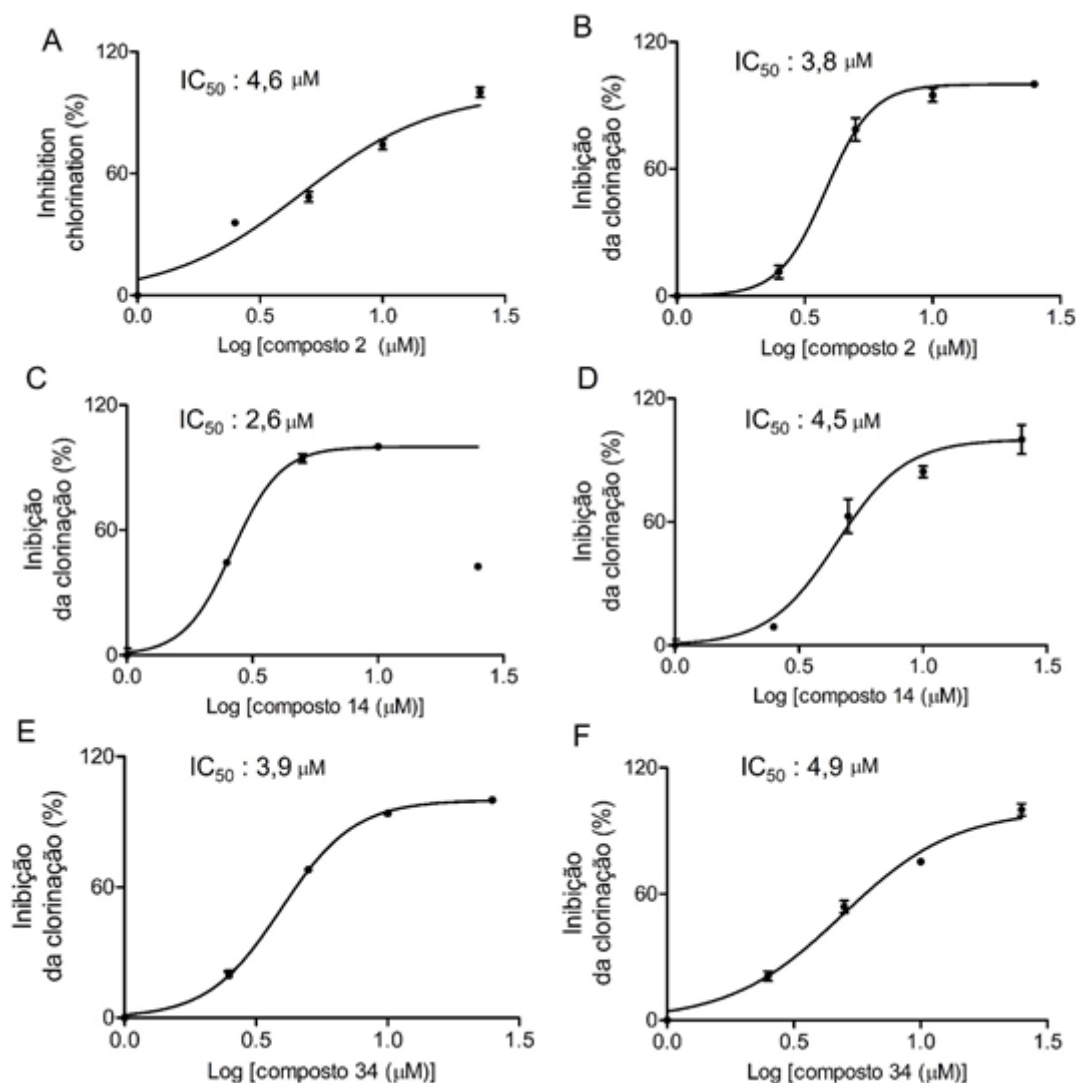 A
IC50 : 4,6 μM
Inhibition
chlorination (%)
120
60
0
0.0 0.5 1.0 1.5
Log [composto 2 (μM)]
B
IC50 : 3,8 μM
Inibição
da clorinação (%)
120
60
0
0.0 0.5 1.0 1.5
Log [composto 2 (μM)]
C
IC50 : 2,6 μM
Inibição
da clorinação (%)
120
60
0
0.0 0.5 1.0 1.5
Log [composto 14 (μM)]
D
IC50 : 4,5 μM
Inibição
da clorinação (%)
120
60
0
0.0 0.5 1.0 1.5
Log [composto 14 (μM)]
E
IC50 : 3,9 μM
Inibição
da clorinação (%)
120
60
0
0.0 0.5 1.0 1.5
Log [composto 34 (μM)]
F
IC50 : 4,9 μM
Inibição
da clorinação (%)
120
60
0
0.0 0.5 1.0 1.5
Log [composto 34 (μM)]